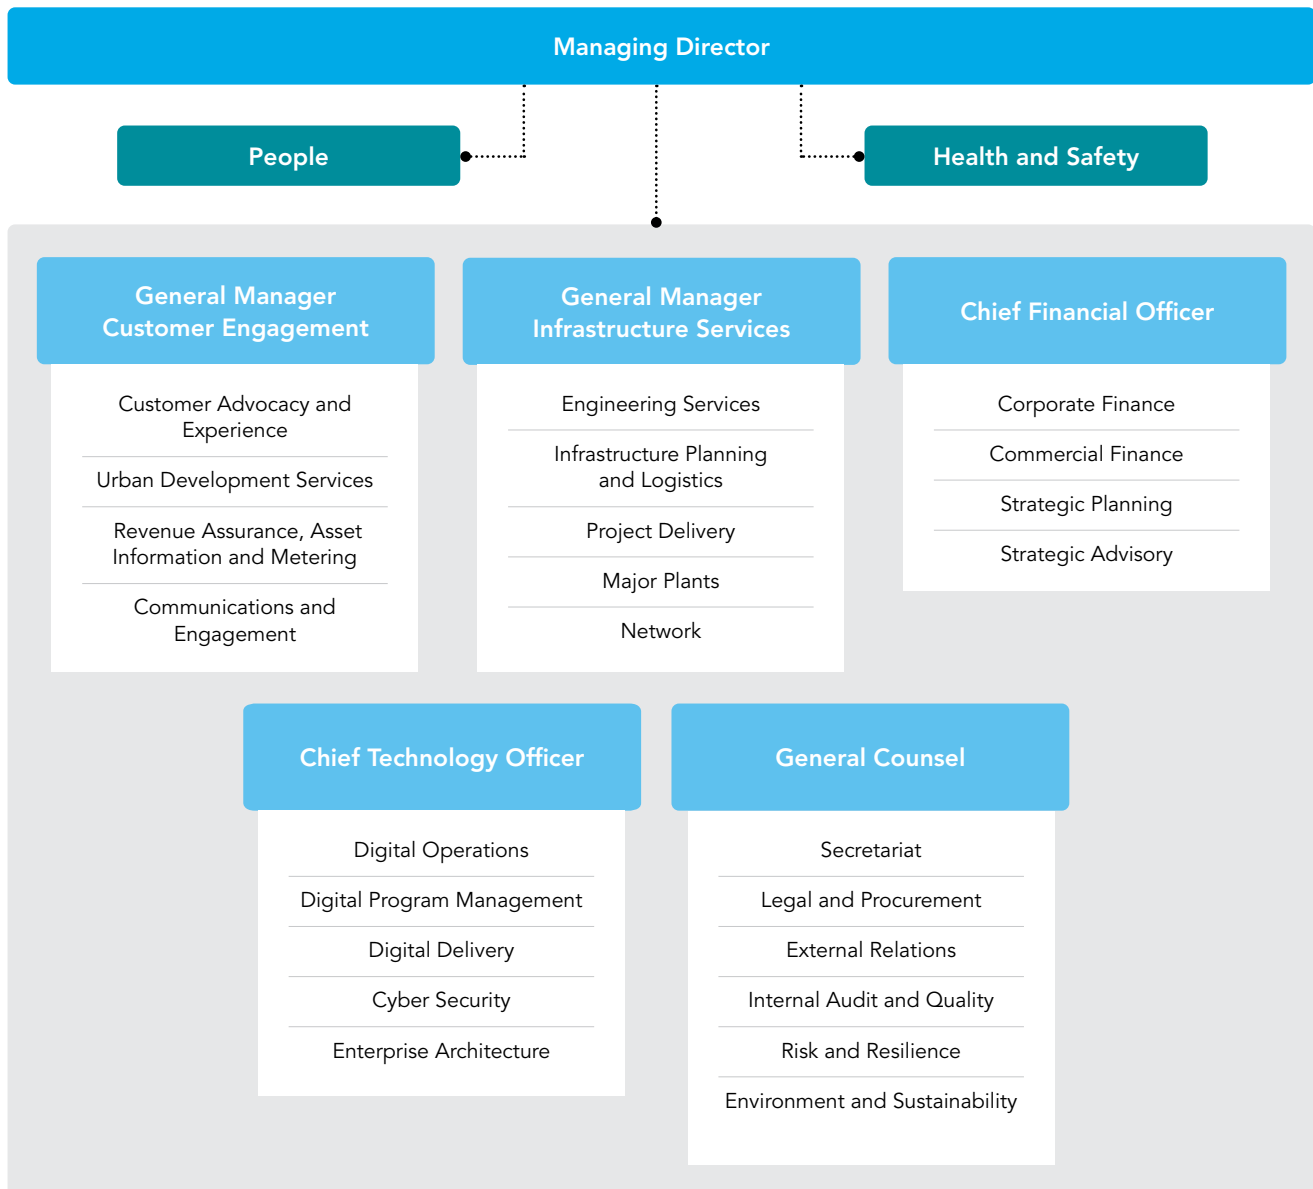 Managing Director
People
Health and Safety
General Manager
Customer Engagement
Customer Advocacy and
Experience
Urban Development Services
Revenue Assurance, Asset
Information and Metering
Communications and
Engagement
General Manager
Infrastructure Services
Engineering Services
Infrastructure Planning
and Logistics
Project Delivery
Major Plants
Network
Chief Financial Officer
Corporate Finance
Commercial Finance
Strategic Planning
Strategic Advisory
Chief Technology Officer
Digital Operations
Digital Program Management
Digital Delivery
Cyber Security
Enterprise Architecture
General Counsel
Secretariat
Legal and Procurement
External Relations
Internal Audit and Quality
Risk and Resilience
Environment and Sustainability